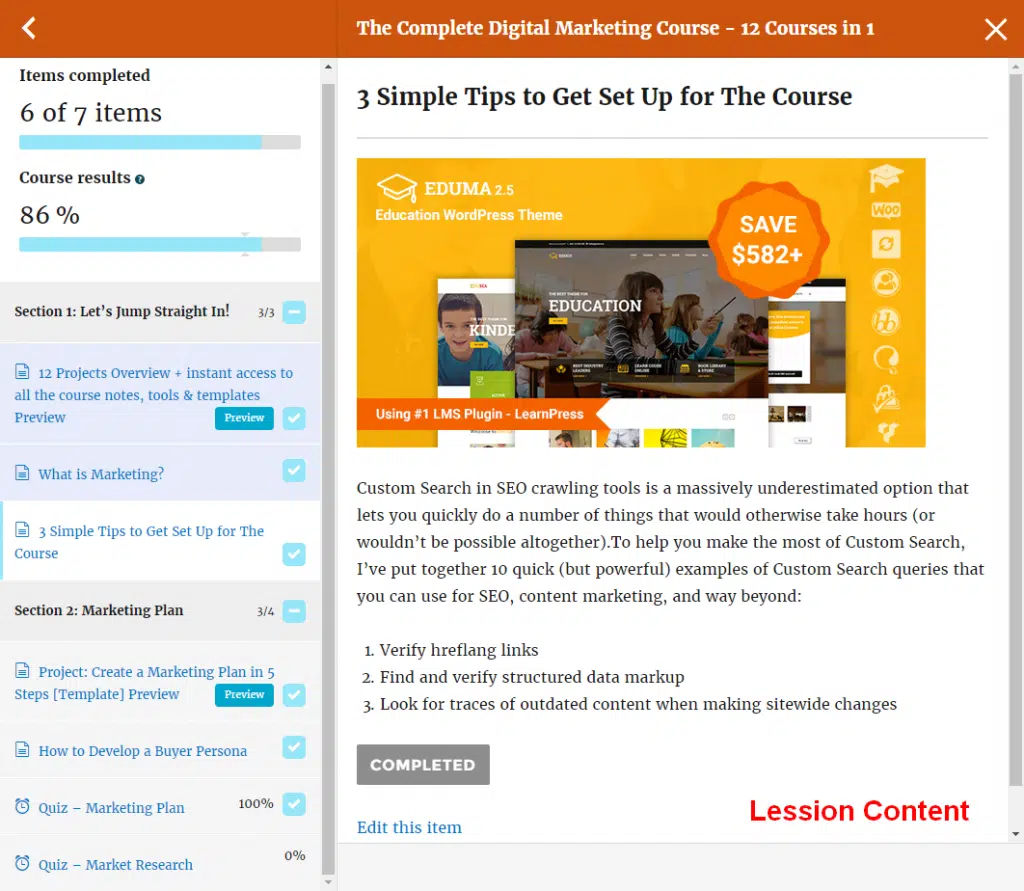 The Complete Digital Marketing Course - 12 Courses in 1
Items completed
6 of 7 items
Course results
86 %
Section 1: Let's Jump Straight In! 3/3
12 Projects Overview + instant access to
all the course notes, tools & templates
Preview Preview
What is Marketing?
3 Simple Tips to Get Set Up for The
Course
Section 2: Marketing Plan 3/4
Project: Create a Marketing Plan in 5
Steps [Template] Preview Preview
How to Develop a Buyer Persona
Quiz – Marketing Plan 100%
Quiz – Market Research 0%
3 Simple Tips to Get Set Up for The Course
EDUMA 2.5
Education WordPress Theme
SAVE
$582+
WOO
EDUCATION
KINDE
Using #1 LMS Plugin - LearnPress
Custom Search in SEO crawling tools is a massively underestimated option that
lets you quickly do a number of things that would otherwise take hours (or
wouldn't be possible altogether).To help you make the most of Custom Search,
I've put together 10 quick (but powerful) examples of Custom Search queries that
you can use for SEO, content marketing, and way beyond:
1. Verify hreflang links
2. Find and verify structured data markup
3. Look for traces of outdated content when making sitewide changes
COMPLETED
Lession Content
Edit this item